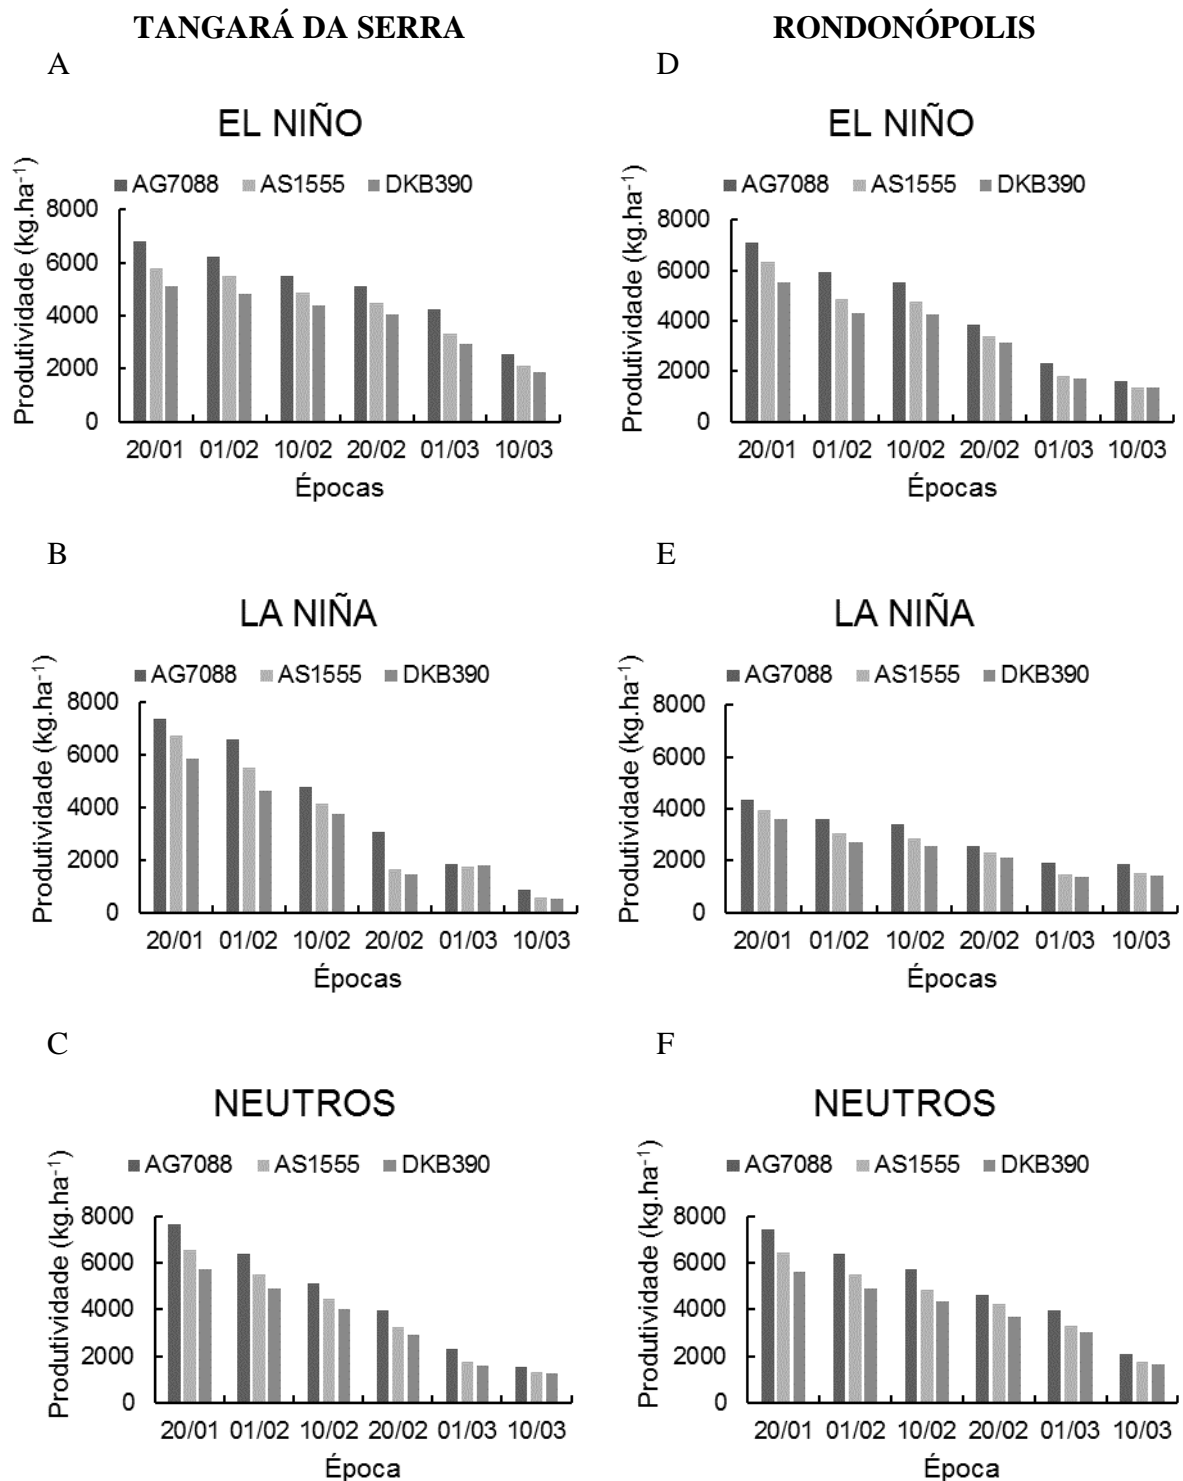 TANGARÁ DA SERRA
A
EL NIÑO
AG7088 AS1555 DKB390
Produtividade (kg.ha⁻¹)
8000
6000
4000
2000
0
20/01 01/02 10/02 20/02 01/03 10/03
Épocas
B
LA NIÑA
AG7088 AS1555 DKB390
Produtividade (kg.ha⁻¹)
8000
6000
4000
2000
0
20/01 01/02 10/02 20/02 01/03 10/03
Épocas
C
NEUTROS
AG7088 AS1555 DKB390
Produtividade (kg.ha⁻¹)
8000
6000
4000
2000
0
20/01 01/02 10/02 20/02 01/03 10/03
Época
RONDONÓPOLIS
D
EL NIÑO
AG7088 AS1555 DKB390
Produtividade (kg.ha⁻¹)
8000
6000
4000
2000
0
20/01 01/02 10/02 20/02 01/03 10/03
Épocas
E
LA NIÑA
AG7088 AS1555 DKB390
Produtividade (kg.ha⁻¹)
8000
6000
4000
2000
0
20/01 01/02 10/02 20/02 01/03 10/03
Épocas
F
NEUTROS
AG7088 AS1555 DKB390
Produtividade (kg.ha⁻¹)
8000
6000
4000
2000
0
20/01 01/02 10/02 20/02 01/03 10/03
Época